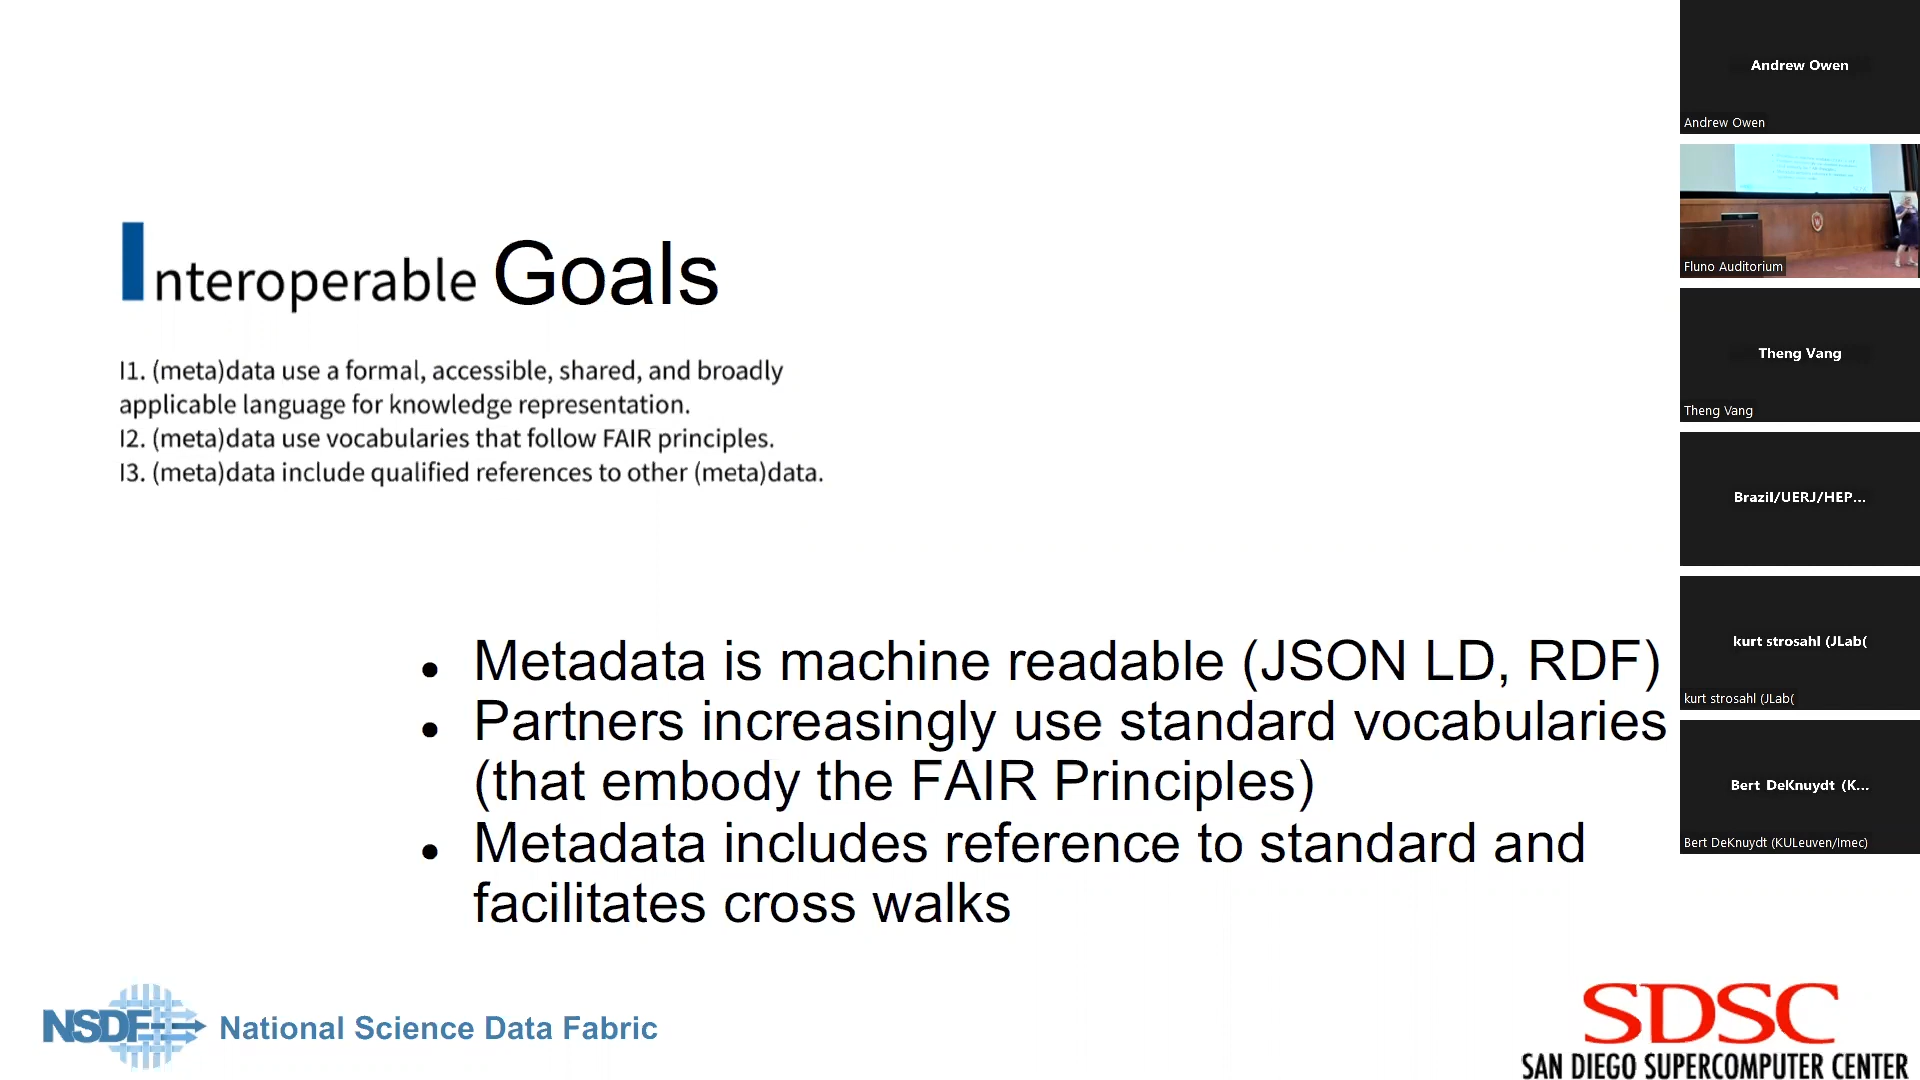 Interoperable Goals
I1. (meta)data use a formal, accessible, shared, and broadly
applicable language for knowledge representation.
I2. (meta)data use vocabularies that follow FAIR principles.
I3. (meta)data include qualified references to other (meta)data.
• Metadata is machine readable (JSON LD, RDF)
• Partners increasingly use standard vocabularies
(that embody the FAIR Principles)
• Metadata includes reference to standard and
facilitates cross walks
NSDF National Science Data Fabric
SDSC
SAN DIEGO SUPERCOMPUTER CENTER
Andrew Owen
Andrew Owen
Fluno Auditorium
Theng Vang
Theng Vang
Brazil/UERJ/HEP...
kurt strosahl (JLab(
kurt strosahl (JLab(
Bert DeKnuydt (K...
Bert DeKnuydt (KULeuven/Imec)